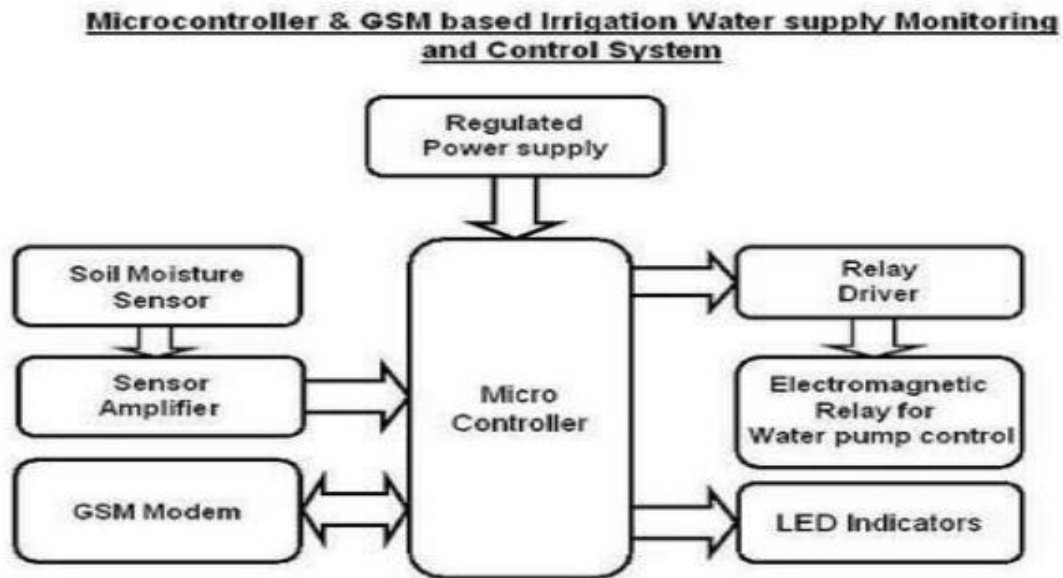 Microcontroller & GSM based Irrigation Water supply Monitoring
and Control System
Regulated
Power supply
Soil Moisture
Sensor
Sensor
Amplifier
GSM Modem
Micro
Controller
Relay
Driver
Electromagnetic
Relay for
Water pump control
LED Indicators